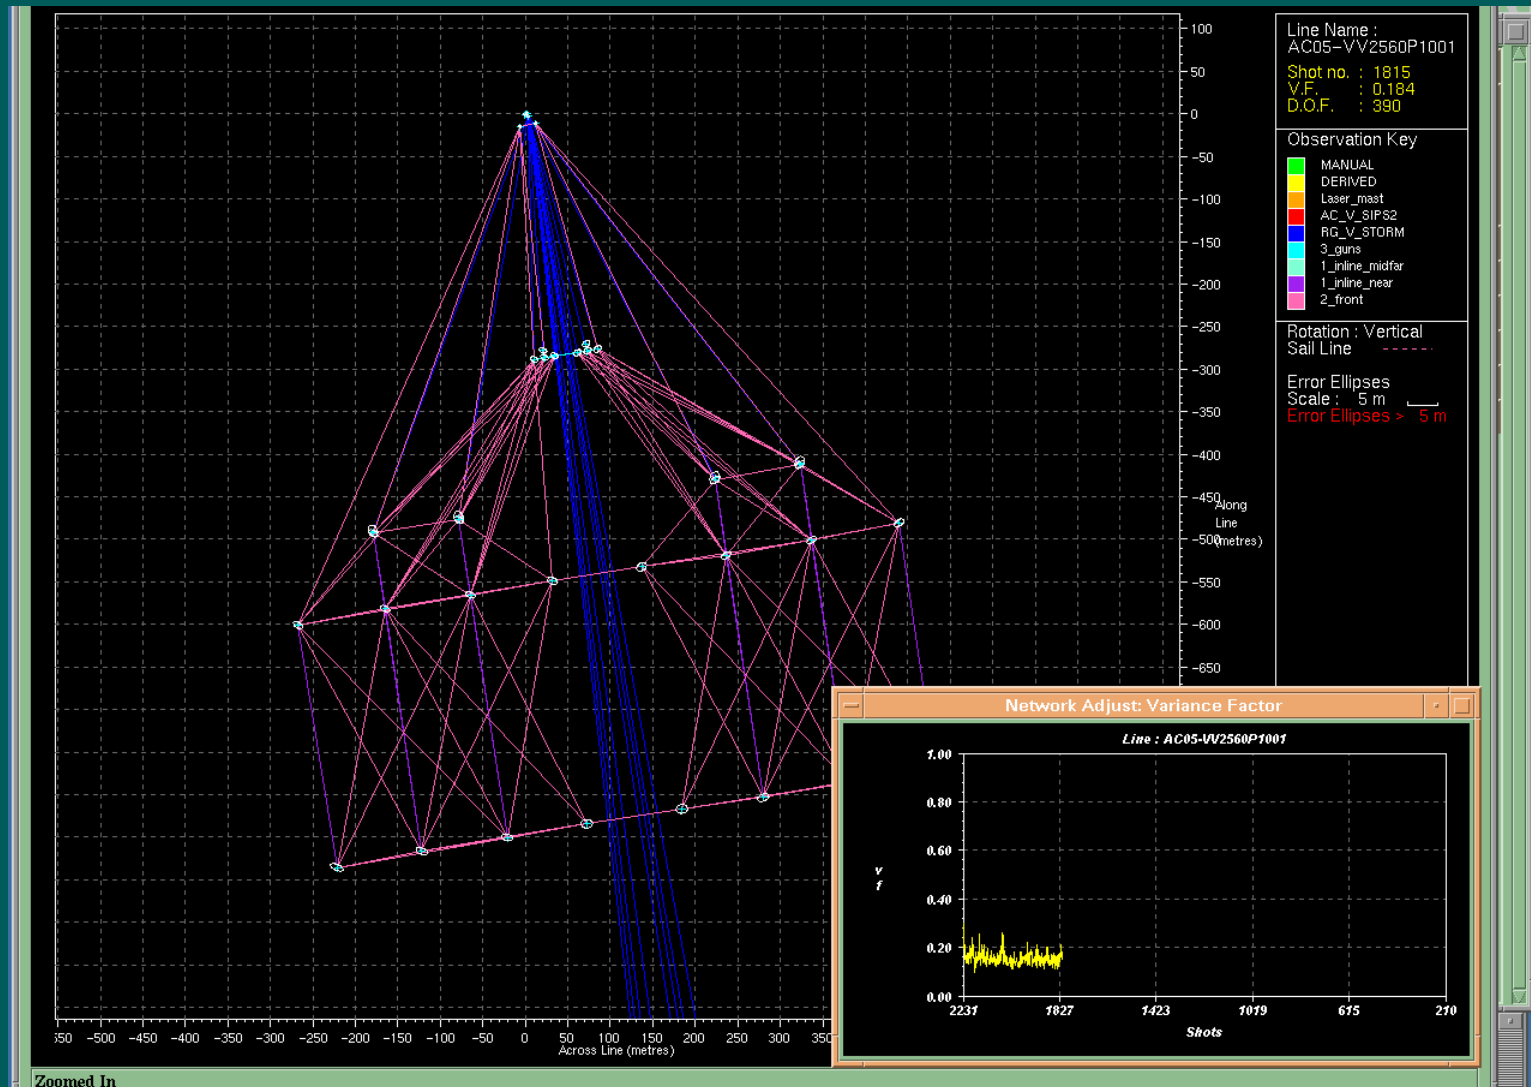 Line Name :
AC05-VV2560P1001
Shot no. : 1815
V.F. : 0.184
D.O.F. : 390
Observation Key
MANUAL
DERIVED
Laser_mast
AC_V_SIPS2
RG_V_STORM
3_guns
1_inline_midfar
1_inline_near
2_front
Rotation : Vertical
Sail Line
Error Ellipses
Scale : 5 m
Error Ellipses > 5 m
100
50
0
-50
-100
-150
-200
-250
-300
-350
-400
-450
Along
Line
-500
(metres)
-550
-600
-650
550 -500 -450 -400 -350 -300 -250 -200 -150 -100 -50 0 50 100 150 200 250 300 350
Across Line (metres)
Network Adjust: Variance Factor
Line : AC05-VV2560P1001
1.00
0.80
0.60
v
f
0.40
0.20
0.00
2231 1827 1423 1019 615 210
Shots
Zoomed In